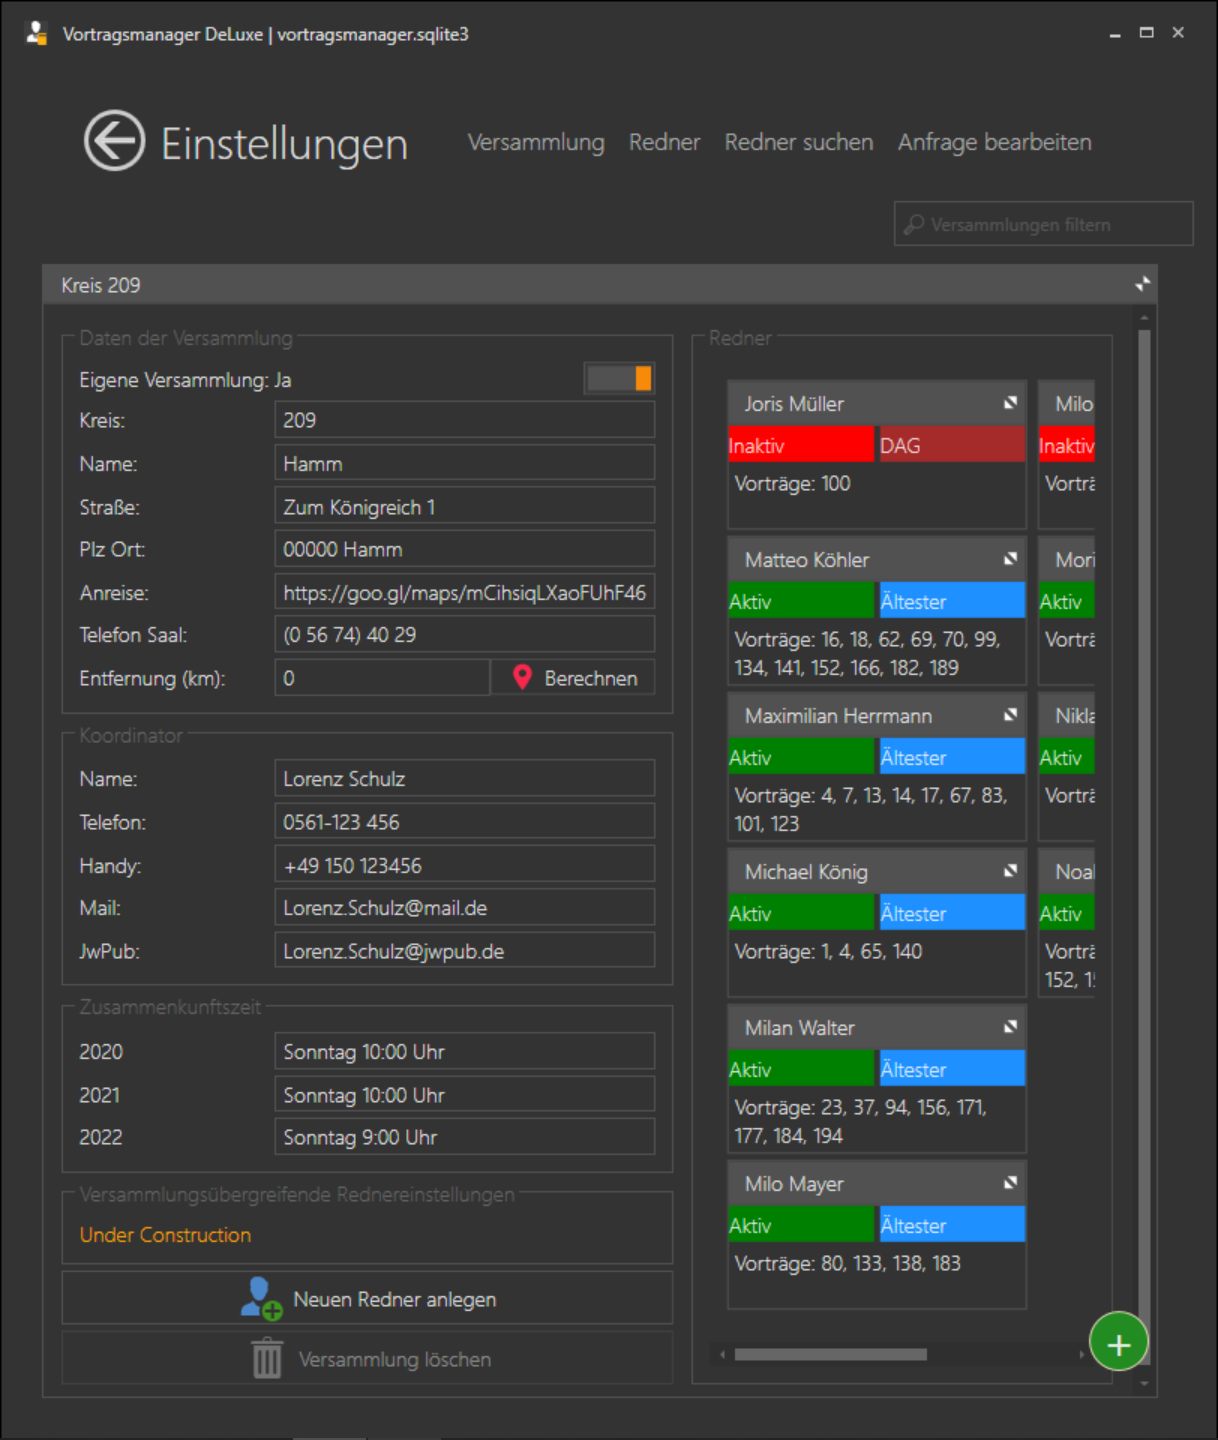 Vortragsmanager DeLuxe | vortragsmanager.sqlite3
Einstellungen
Versammlung Redner Redner suchen Anfrage bearbeiten
Versammlungen filtern
Kreis 209
Daten der Versammlung
Eigene Versammlung: Ja
Kreis: 209
Name: Hamm
Straße: Zum Königreich 1
Plz Ort: 00000 Hamm
Anreise: https://goo.gl/maps/mCihsiqLXaoFUhF46
Telefon Saal: (0 56 74) 40 29
Entfernung (km): 0 Berechnen
Koordinator
Name: Lorenz Schulz
Telefon: 0561-123 456
Handy: +49 150 123456
Mail: Lorenz.Schulz@mail.de
JwPub: Lorenz.Schulz@jwpub.de
Zusammenkunftszeit
2020 Sonntag 10:00 Uhr
2021 Sonntag 10:00 Uhr
2022 Sonntag 9:00 Uhr
Versammlungsübergreifende Rednereinstellungen
Under Construction
Neuen Redner anlegen
Versammlung löschen
Redner
Joris Müller
Inaktiv DAG
Vorträge: 100
Matteo Köhler
Aktiv Ältester
Vorträge: 16, 18, 62, 69, 70, 99,
134, 141, 152, 166, 182, 189
Maximilian Herrmann
Aktiv Ältester
Vorträge: 4, 7, 13, 14, 17, 67, 83,
101, 123
Michael König
Aktiv Ältester
Vorträge: 1, 4, 65, 140
Milan Walter
Aktiv Ältester
Vorträge: 23, 37, 94, 156, 171,
177, 184, 194
Milo Mayer
Aktiv Ältester
Vorträge: 80, 133, 138, 183
Milo
Inaktiv
Aktiv
Aktiv
Aktiv
152,